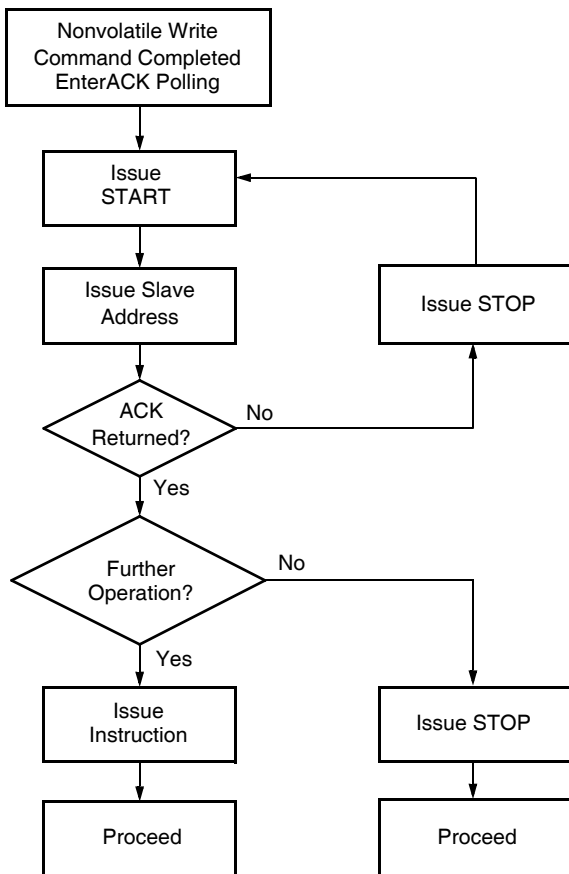 Nonvolatile Write
Command Completed
EnterACK Polling
Issue
START
Issue Slave
Address
Issue STOP
ACK
Returned?
No
Yes
Further
Operation?
No
Yes
Issue
Instruction
Issue STOP
Proceed
Proceed